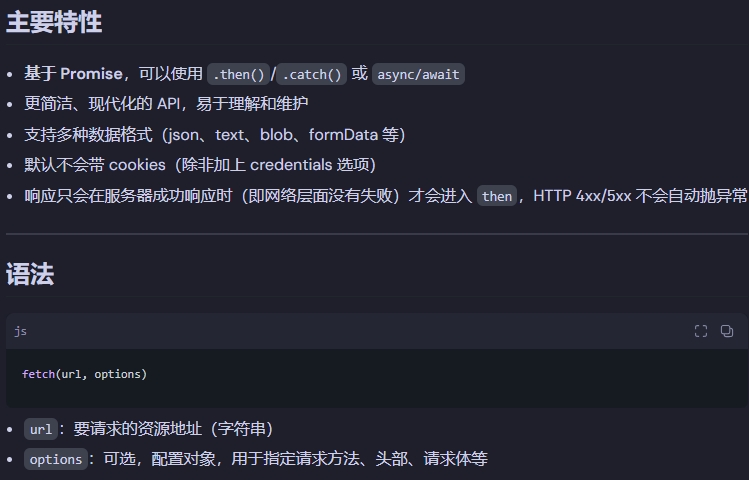 主要特性
基于 Promise，可以使用 .then()/.catch() 或 async/await
更简洁、现代化的 API，易于理解和维护
支持多种数据格式（json、text、blob、formData 等）
默认不会带 cookies（除非加上 credentials 选项）
响应只会在服务器成功响应时（即网络层面没有失败）才会进入 then，HTTP 4xx/5xx 不会自动抛异常
语法
js
fetch(url, options)
url：要请求的资源地址（字符串）
options：可选，配置对象，用于指定请求方法、头部、请求体等